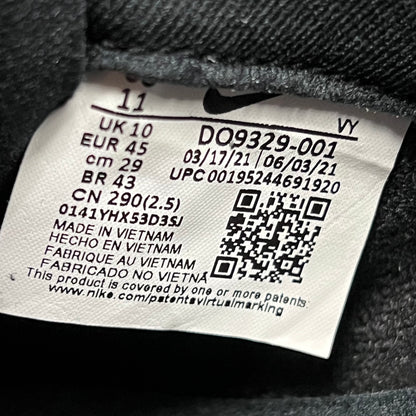 11
UK 10
EUR 45
cm 29
BR 43
CN 290(2.5)
0141YHX53D3SJ
MADE IN VIETNAM
HECHO EN VIETNAM
FABRIQUE AU VIETNAM
FABRICADO NO VIETNÃ
This product is covered by one or more patents
www.nike.com/patentsvirtualmarking
DO9329-001
03/17/21 06/03/21
UPC 00195244691920
VY